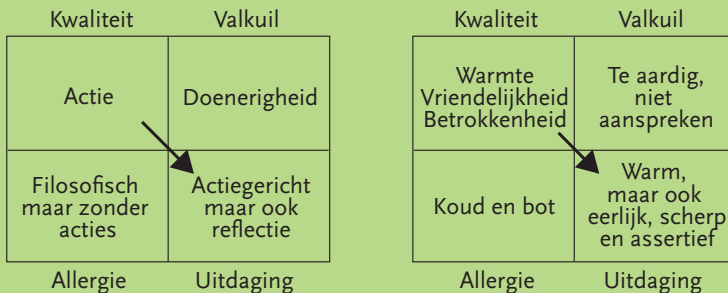 Kwaliteit Valkuil
Actie
Doenerigheid
Filosofisch
maar zonder
acties
Actiegericht
maar ook
reflectie
Allergie Uitdaging
Kwaliteit Valkuil
Warmte
Vriendelijkheid
Betrokkenheid
Te aardig,
niet
aanspreken
Koud en bot
Warm,
maar ook
eerlijk, scherp
en assertief
Allergie Uitdaging